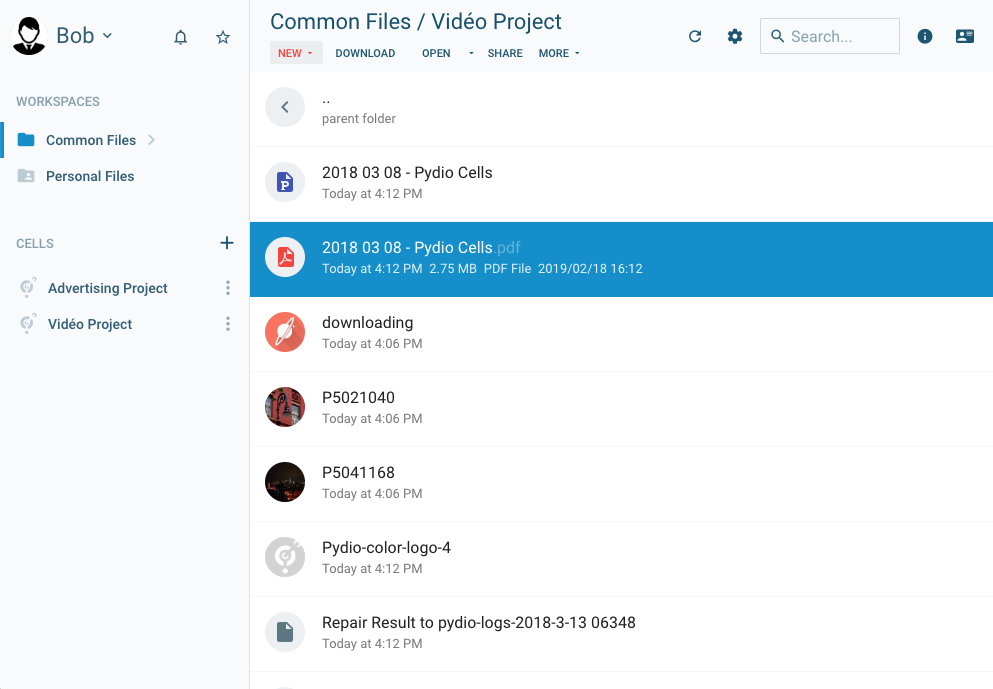 Bob
WORKSPACES
Common Files
Personal Files
CELLS
Advertising Project
Vidéo Project
Common Files / Vidéo Project
NEW DOWNLOAD OPEN SHARE MORE
Search...
..
parent folder
2018 03 08 - Pydio Cells
Today at 4:12 PM
2018 03 08 - Pydio Cells.pdf
Today at 4:12 PM 2.75 MB PDF File 2019/02/18 16:12
downloading
Today at 4:06 PM
P5021040
Today at 4:06 PM
P5041168
Today at 4:06 PM
Pydio-color-logo-4
Today at 4:12 PM
Repair Result to pydio-logs-2018-3-13 06348
Today at 4:12 PM